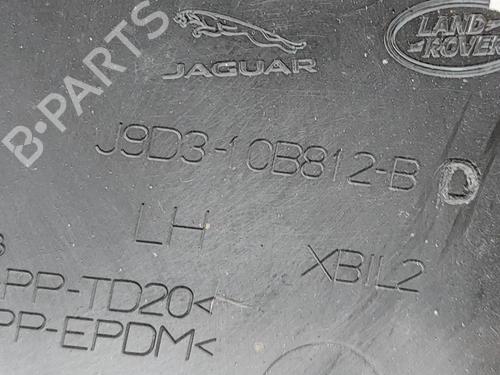 JAGUAR
LAND-
ROVER
B-PARTS
J9D3-10B812-B
LH
XBIL2
PP-TD20<
PP-EPDM<